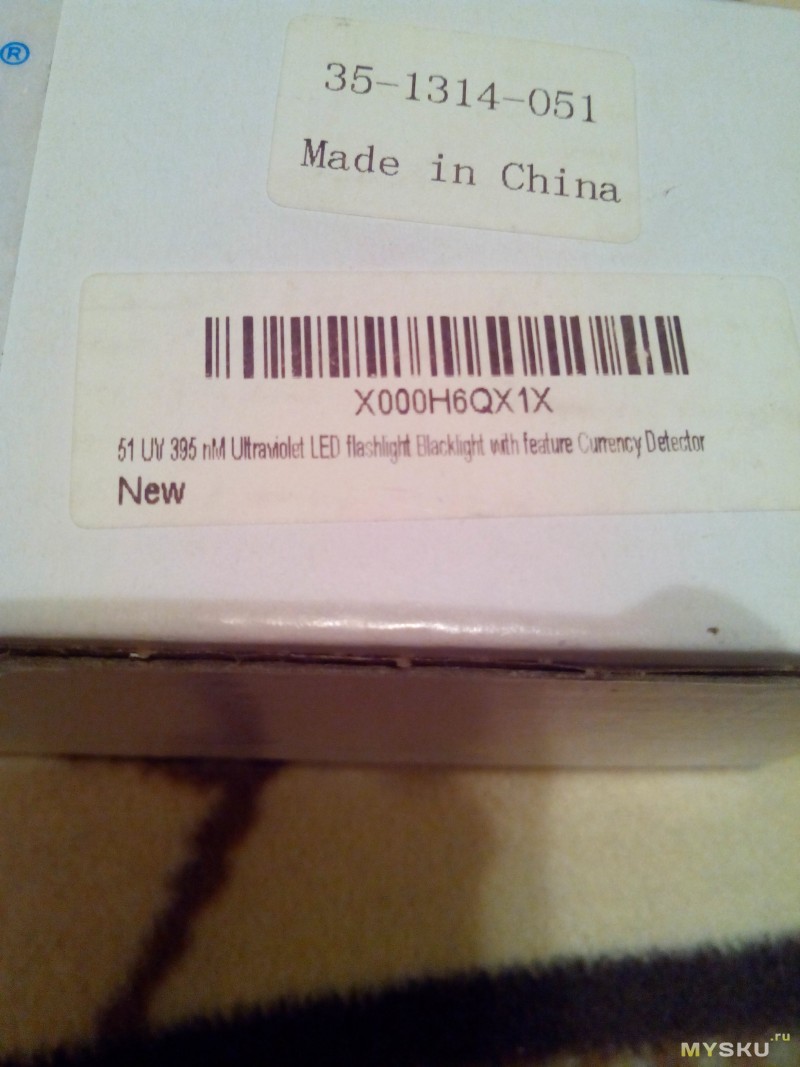 ®
35-1314-051
Made in China
X000H6QX1X
51 UV 395 nM Ultraviolet LED flashlight Blacklight with feature Currency Detector
New
MYSKU.ru